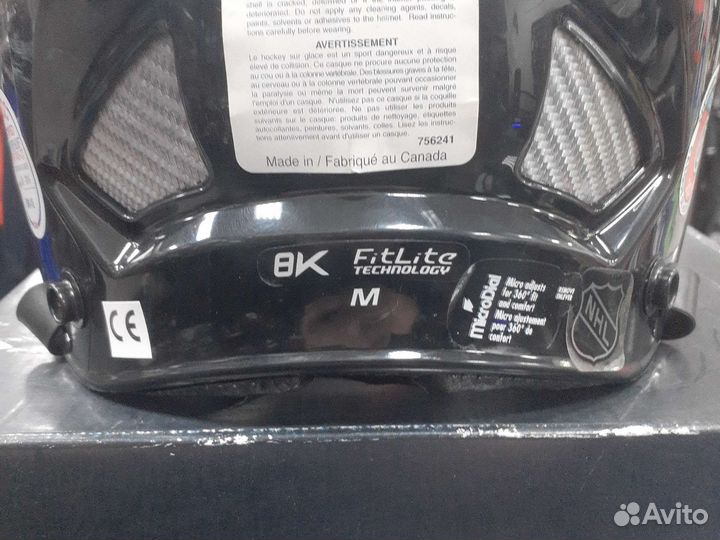 shell is cracked, deformed or if the interior padding is
deteriorated. Do not apply any cleaning agents, decals,
paints, solvents or adhesives to the helmet. Read instruc-
tions carefully before wearing.
AVERTISSEMENT
Le hockey sur glace est un sport dangereux et à risque
élevé de collision. Ce casque ne procure aucune protection
au cou ou à la colonne vertébrale. Des blessures graves à la tête,
au cerveau ou à la colonne vertébrale peuvent occasionner
la paralysie ou même la mort peuvent survenir malgré
l'emploi d'un casque. N'utilisez pas ce casque si la coquille
extérieure est détériorée. Ne pas utiliser les produits
suivants sur le casque: produits de nettoyage, étiquettes
autocollantes, peintures, solvants, colles. Lisez les instruc-
tions attentivement avant d'utiliser un casque.
756241
Made in / Fabriqué au Canada
8K FitLite
TECHNOLOGY
M
CE
MicroDial
Micro adjusts
for 360° fit
and comfort
Micro ajustement
pour 360° de
confort
NHL
Avito